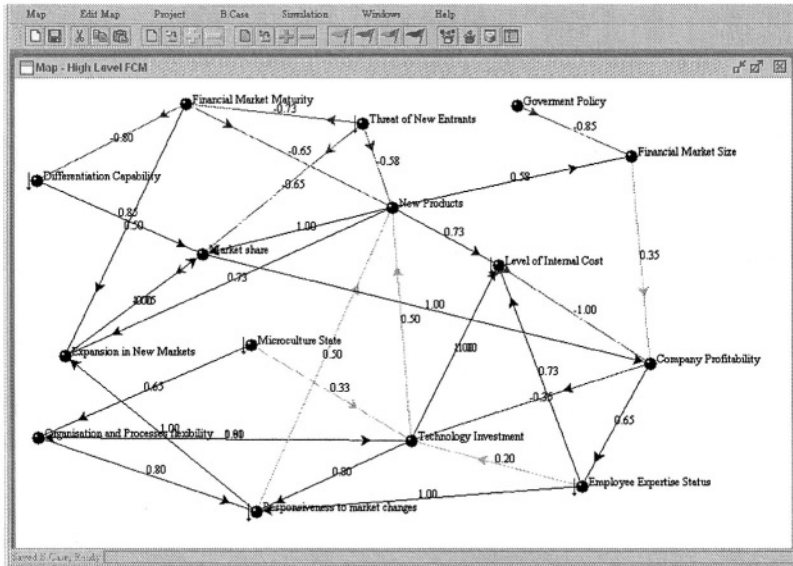 Map Edit Map Project B.Case Simulation Windows Help
Map - High Level FCM
Financial Market Maturity
Goverment Policy
-0.73
Threat of New Entrants
-0.80
-0.85
-0.65
-0.58
Financial Market Size
Differentiation Capability
-0.65
0.58
New Products
0.85
0.50
1.00
0.73
Market share
Level of Internal Cost
0.35
0.73
1.00
-1.00
0.50
Microculture State
Expansion in New Markets
0.50
Company Profitability
0.65
0.33
0.73
-0.35
0.65
1.00
Organisation and Processes flexibility
Technology Investment
0.80
0.80
0.20
Employee Expertise Status
1.00
Responsiveness to market changes